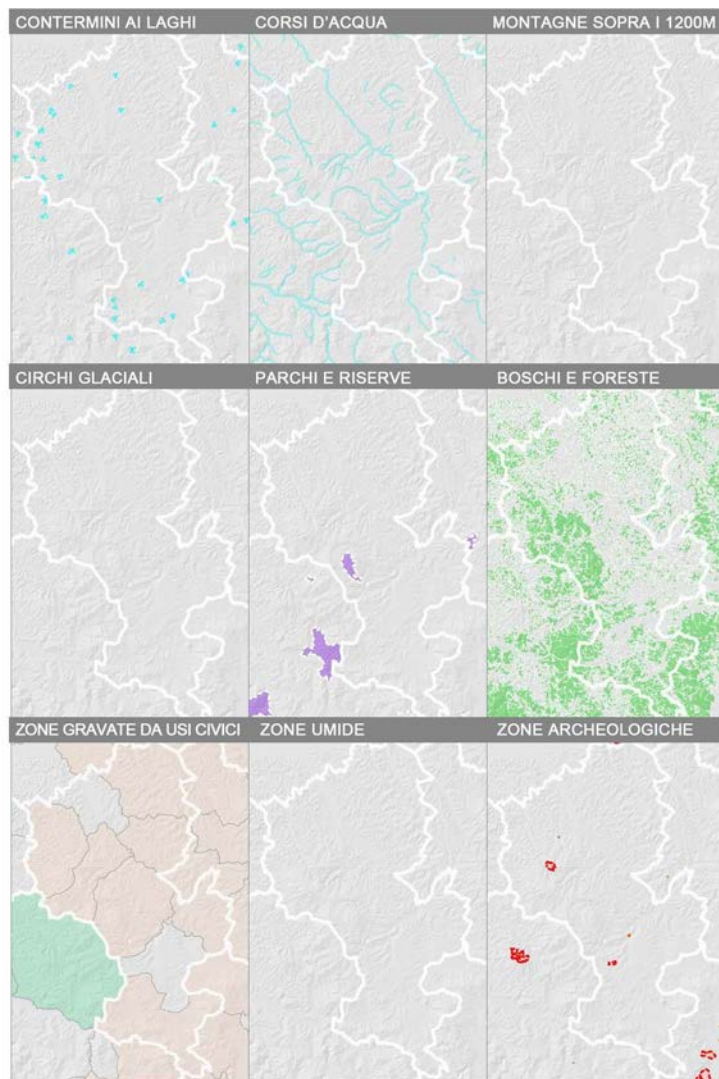 CONTERMINI AI LAGHI
CORSI D'ACQUA
MONTAGNE SOPRA I 1200M
CIRCHI GLACIALI
PARCHI E RISERVE
BOSCHI E FORESTE
ZONE GRAVATE DA USI CIVICI
ZONE UMIDE
ZONE ARCHEOLOGICHE